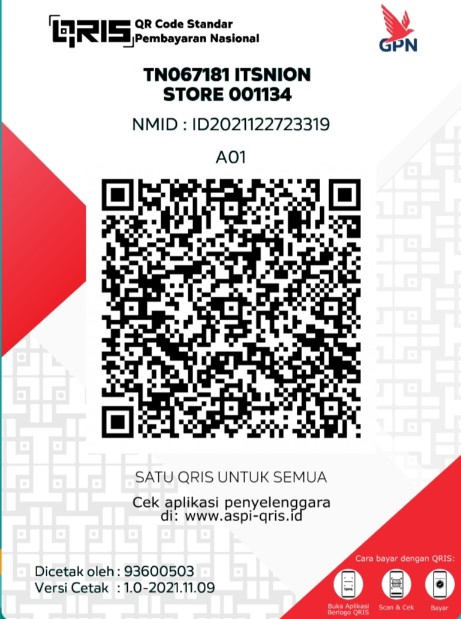 QRIS QR Code Standar
Pembayaran Nasional
GPN
TN067181 ITSNION
STORE 001134
NMID : ID2021122723319
A01
SATU QRIS UNTUK SEMUA
Cek aplikasi penyelenggara
di: www.aspi-qris.id
Dicetak oleh : 93600503
Versi Cetak : 1.0-2021.11.09
Cara bayar dengan QRIS:
Buka Aplikasi
Berlogo QRIS
Scan & Cek
Bayar